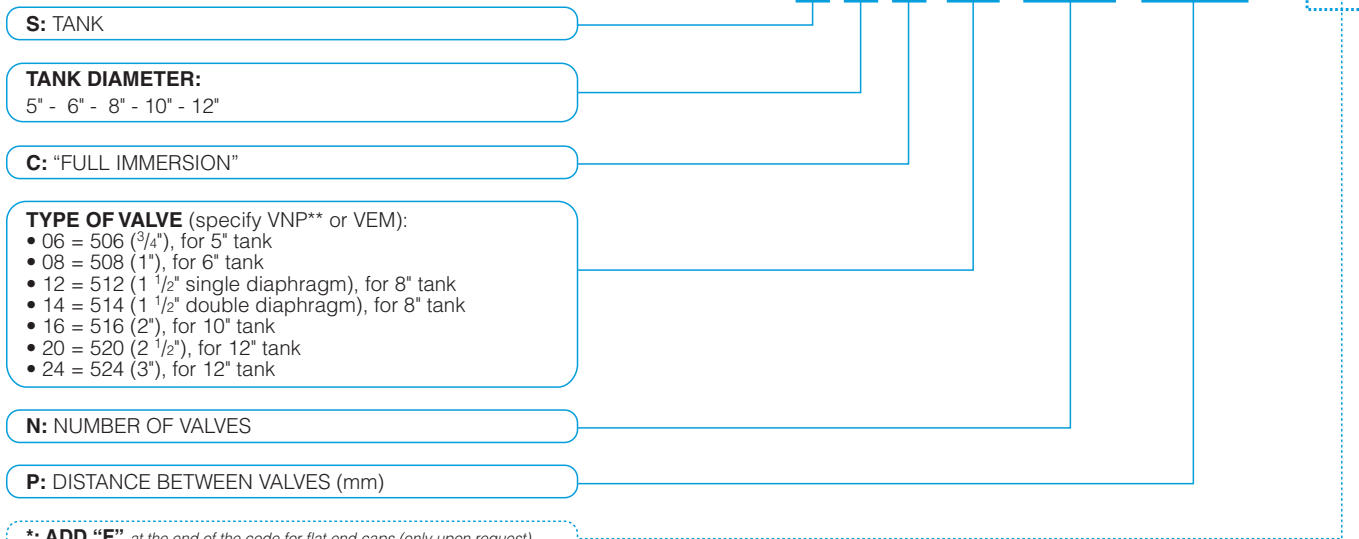 S: TANK
TANK DIAMETER:
5" - 6" - 8" - 10" - 12"
C: “FULL IMMERSION”
TYPE OF VALVE (specify VNP** or VEM):
• 06 = 506 (3/4"), for 5" tank
• 08 = 508 (1"), for 6" tank
• 12 = 512 (1 1/2" single diaphragm), for 8" tank
• 14 = 514 (1 1/2" double diaphragm), for 8" tank
• 16 = 516 (2"), for 10" tank
• 20 = 520 (2 1/2"), for 12" tank
• 24 = 524 (3"), for 12" tank
N: NUMBER OF VALVES
P: DISTANCE BETWEEN VALVES (mm)
*: ADD “F” at the end of the code for flat end caps (only upon request)